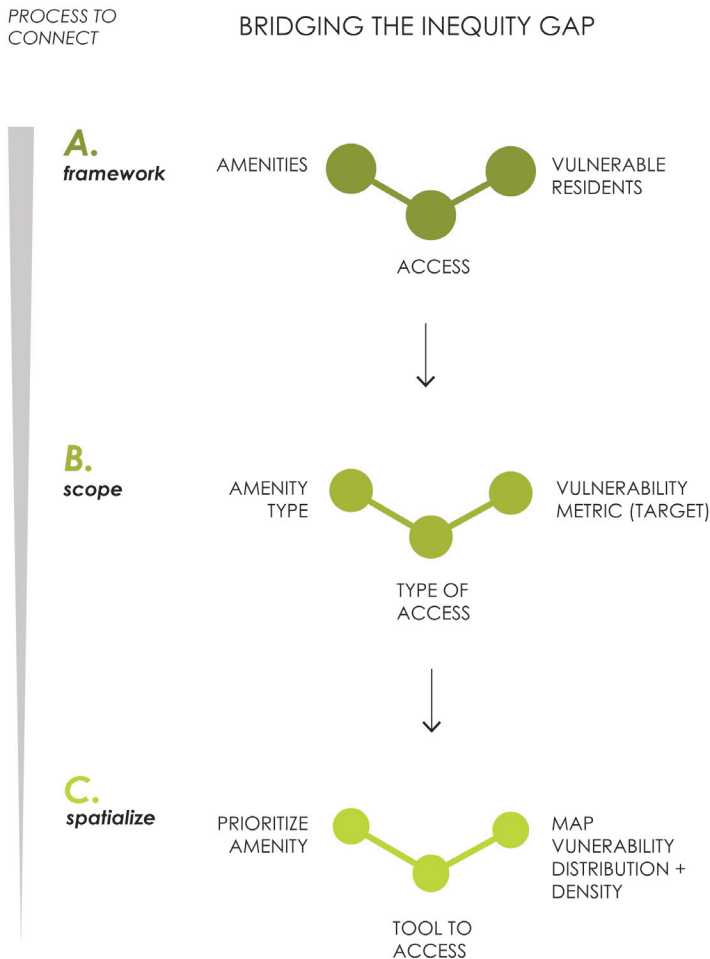 PROCESS TO
CONNECT
BRIDGING THE INEQUITY GAP
A.
framework
AMENITIES
VULNERABLE
RESIDENTS
ACCESS
B.
scope
AMENITY
TYPE
VULNERABILITY
METRIC (TARGET)
TYPE OF
ACCESS
C.
spatialize
PRIORITIZE
AMENITY
MAP
VUNERABILITY
DISTRIBUTION +
DENSITY
TOOL TO
ACCESS